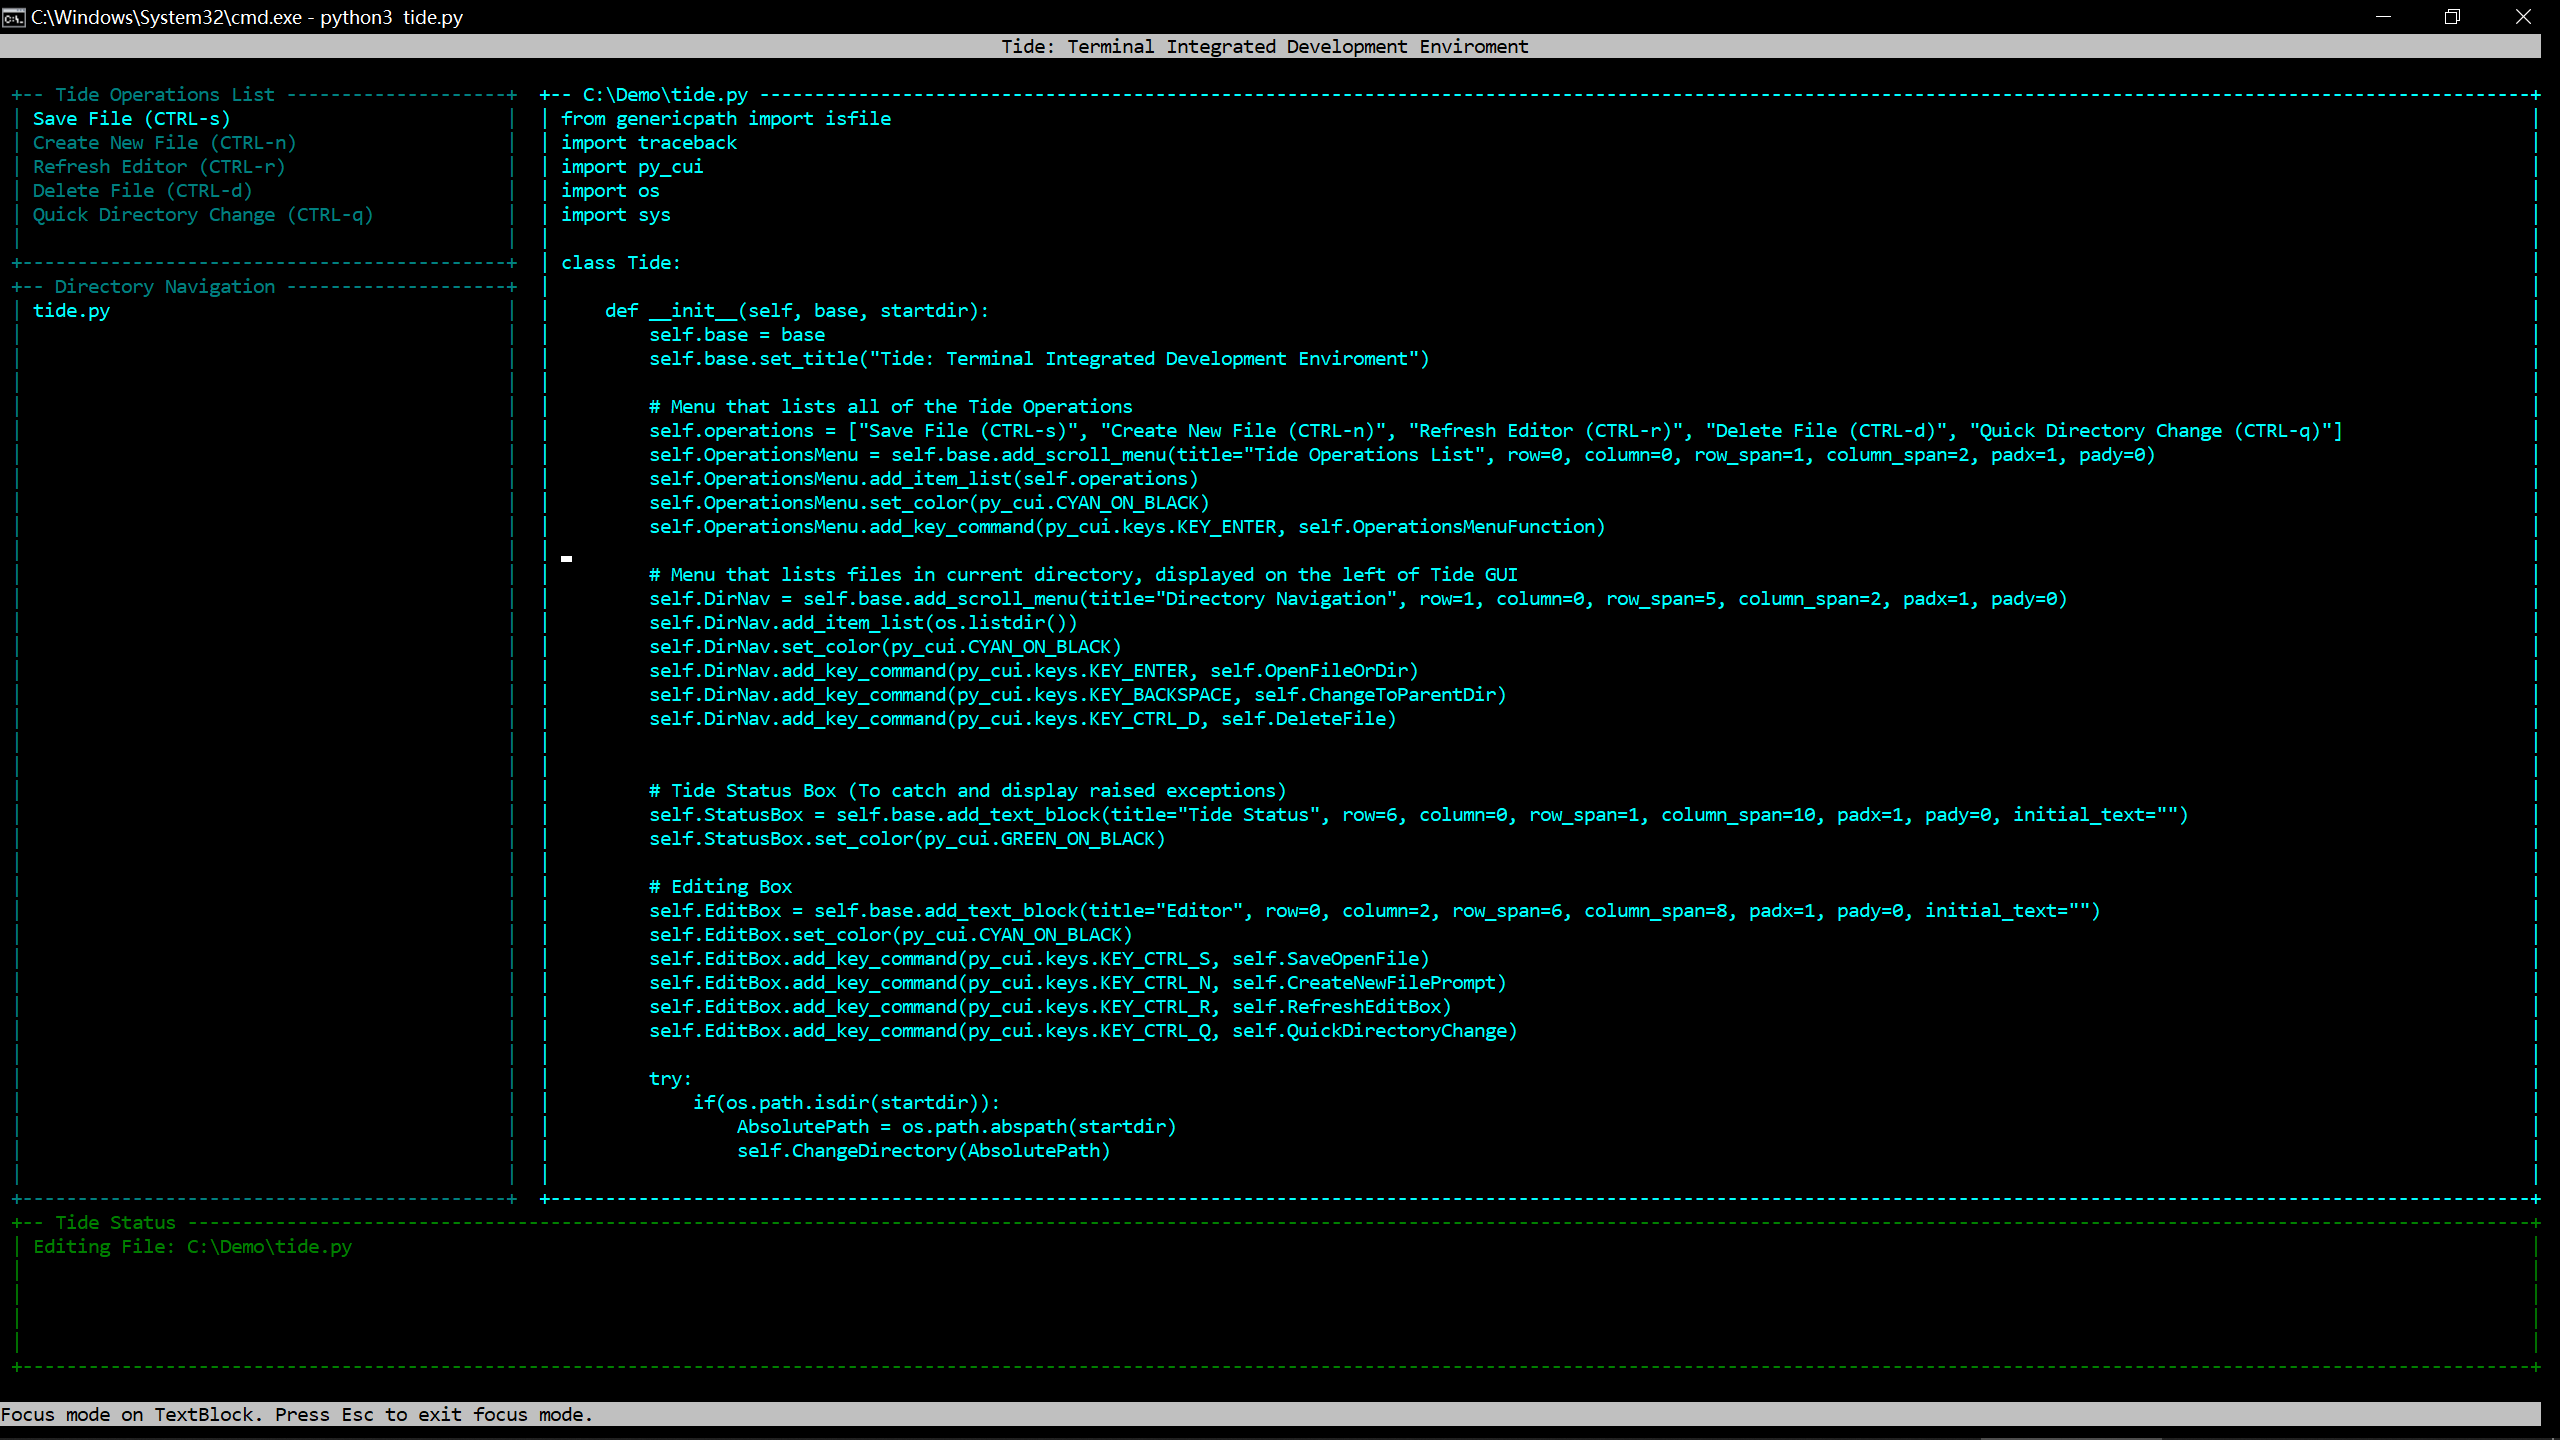 C:\Windows\System32\cmd.exe - python3  tide.py
Tide: Terminal Integrated Development Enviroment
Tide Operations List
Save File (CTRL-s)
Create New File (CTRL-n)
Refresh Editor (CTRL-r)
Delete File (CTRL-d)
Quick Directory Change (CTRL-q)
Directory Navigation
tide.py
C:\Demo\tide.py
from genericpath import isfile
import traceback
import py_cui
import os
import sys
class Tide:
    def __init__(self, base, startdir):
        self.base = base
        self.base.set_title("Tide: Terminal Integrated Development Enviroment")
        # Menu that lists all of the Tide Operations
        self.operations = ["Save File (CTRL-s)", "Create New File (CTRL-n)", "Refresh Editor (CTRL-r)", "Delete File (CTRL-d)", "Quick Directory Change (CTRL-q)"]
        self.OperationsMenu = self.base.add_scroll_menu(title="Tide Operations List", row=0, column=0, row_span=1, column_span=2, padx=1, pady=0)
        self.OperationsMenu.add_item_list(self.operations)
        self.OperationsMenu.set_color(py_cui.CYAN_ON_BLACK)
        self.OperationsMenu.add_key_command(py_cui.keys.KEY_ENTER, self.OperationsMenuFunction)
        # Menu that lists files in current directory, displayed on the left of Tide GUI
        self.DirNav = self.base.add_scroll_menu(title="Directory Navigation", row=1, column=0, row_span=5, column_span=2, padx=1, pady=0)
        self.DirNav.add_item_list(os.listdir())
        self.DirNav.set_color(py_cui.CYAN_ON_BLACK)
        self.DirNav.add_key_command(py_cui.keys.KEY_ENTER, self.OpenFileOrDir)
        self.DirNav.add_key_command(py_cui.keys.KEY_BACKSPACE, self.ChangeToParentDir)
        self.DirNav.add_key_command(py_cui.keys.KEY_CTRL_D, self.DeleteFile)
        # Tide Status Box (To catch and display raised exceptions)
        self.StatusBox = self.base.add_text_block(title="Tide Status", row=6, column=0, row_span=1, column_span=10, padx=1, pady=0, initial_text="")
        self.StatusBox.set_color(py_cui.GREEN_ON_BLACK)
        # Editing Box
        self.EditBox = self.base.add_text_block(title="Editor", row=0, column=2, row_span=6, column_span=8, padx=1, pady=0, initial_text="")
        self.EditBox.set_color(py_cui.CYAN_ON_BLACK)
        self.EditBox.add_key_command(py_cui.keys.KEY_CTRL_S, self.SaveOpenFile)
        self.EditBox.add_key_command(py_cui.keys.KEY_CTRL_N, self.CreateNewFilePrompt)
        self.EditBox.add_key_command(py_cui.keys.KEY_CTRL_R, self.RefreshEditBox)
        self.EditBox.add_key_command(py_cui.keys.KEY_CTRL_Q, self.QuickDirectoryChange)
        try:
            if(os.path.isdir(startdir)):
                AbsolutePath = os.path.abspath(startdir)
                self.ChangeDirectory(AbsolutePath)
Tide Status
Editing File: C:\Demo\tide.py
Focus mode on TextBlock. Press Esc to exit focus mode.